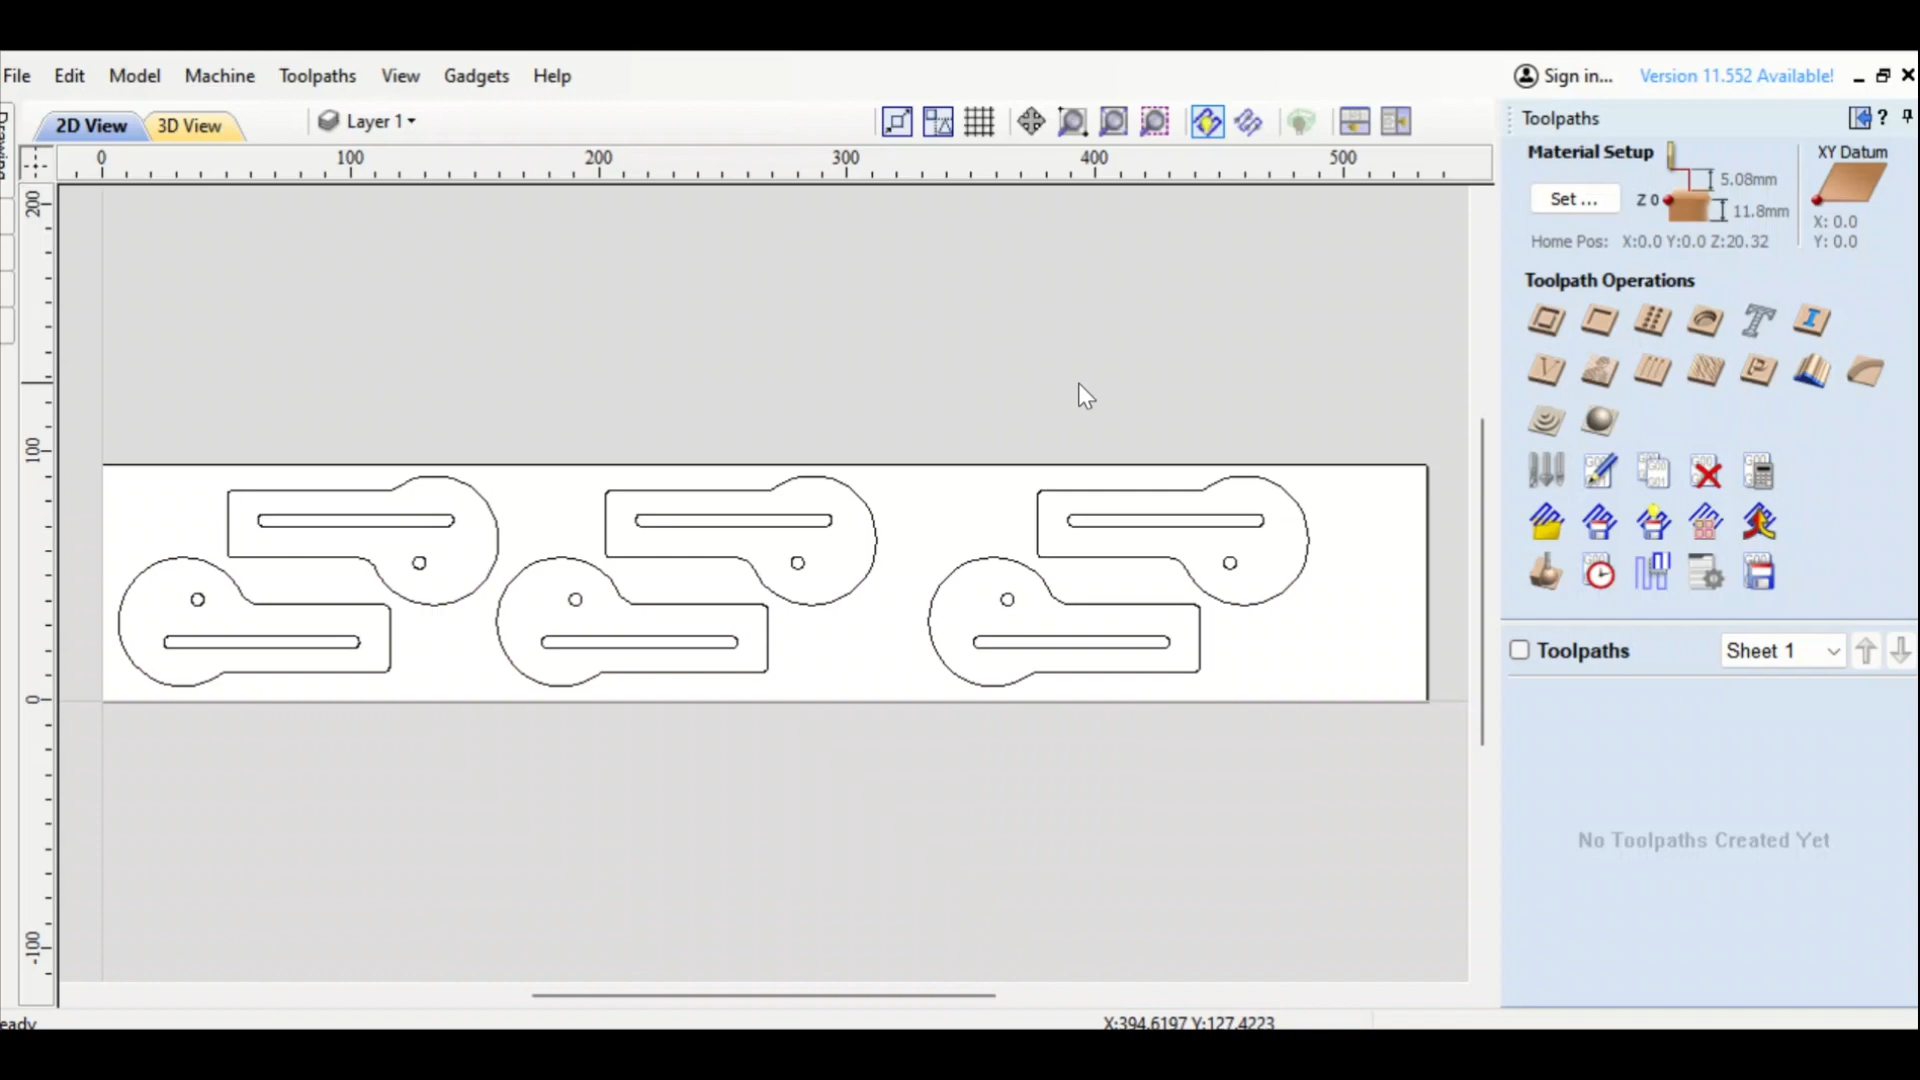 File Edit Model Machine Toolpaths View Gadgets Help
Sign in... Version 11.552 Available!
2D View 3D View Layer 1
Toolpaths ?
0 100 200 300 400 500
200
100
0
-100
Material Setup
Set ...
Z 0
5.08mm
11.8mm
XY Datum
X: 0.0
Y: 0.0
Home Pos: X:0.0 Y:0.0 Z:20.32
Toolpath Operations
Toolpaths Sheet 1
No Toolpaths Created Yet
eady
X:394.6197 Y:127.4223